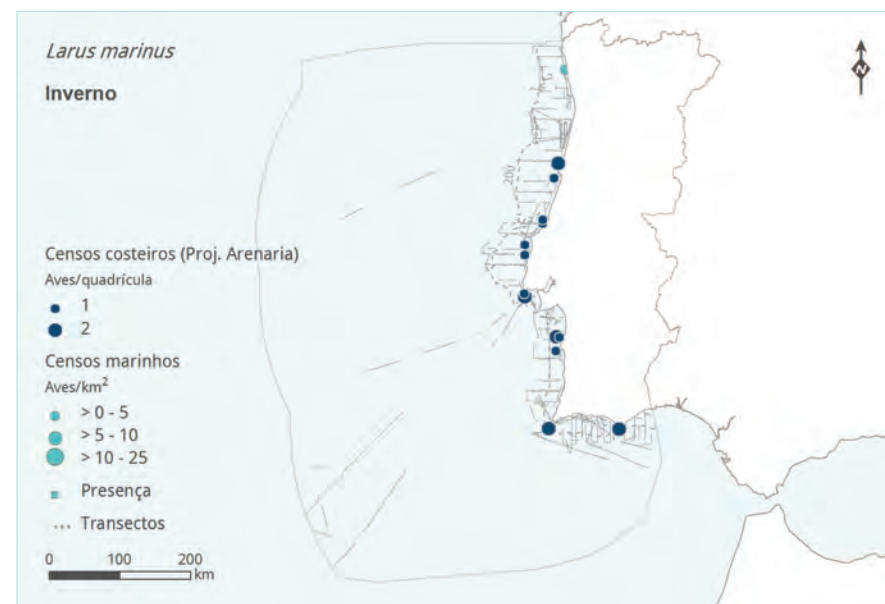 Larus marinus
Inverno
N
200
Censos costeiros (Proj. Arenaria)
Aves/quadrícula
1
2
Censos marinhos
Aves/km²
> 0 - 5
> 5 - 10
> 10 - 25
Presença
Transectos
0 100 200
km